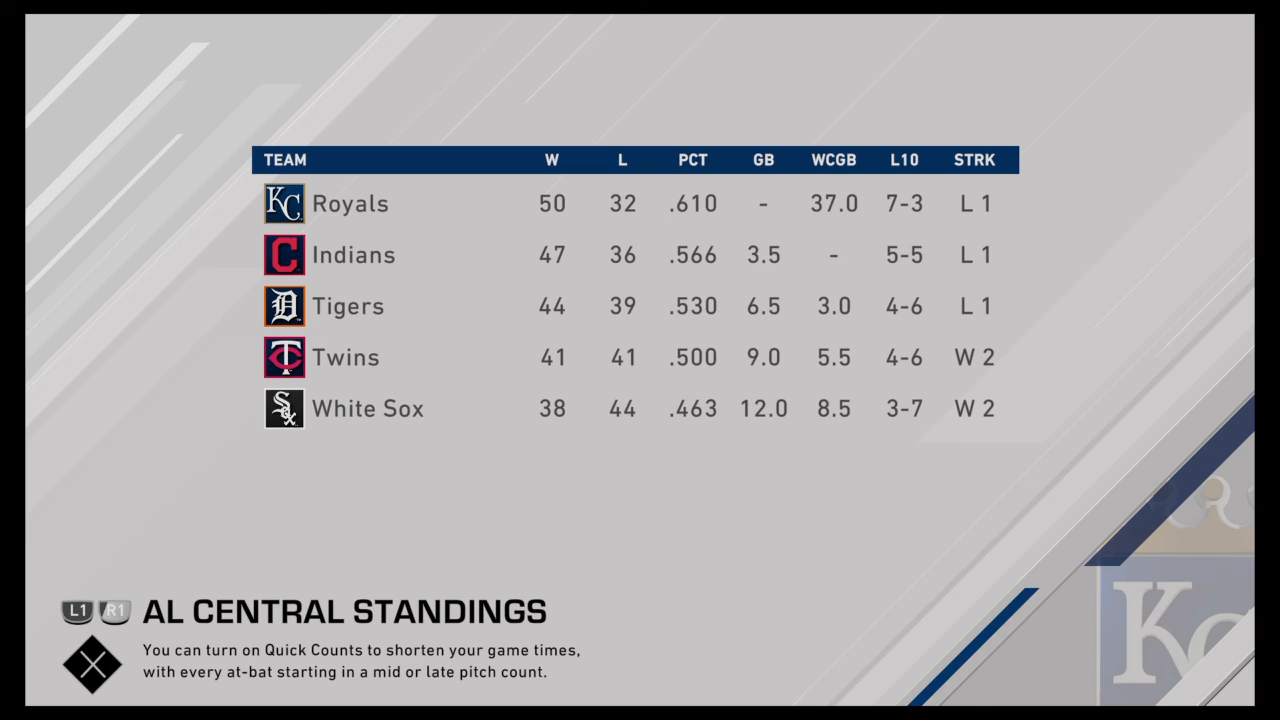 TEAM W L PCT GB WCGB L10 STRK
KC Royals 50 32 .610 - 37.0 7-3 L 1
C Indians 47 36 .566 3.5 - 5-5 L 1
D Tigers 44 39 .530 6.5 3.0 4-6 L 1
TC Twins 41 41 .500 9.0 5.5 4-6 W 2
Sox White Sox 38 44 .463 12.0 8.5 3-7 W 2
L1 R1 AL CENTRAL STANDINGS
You can turn on Quick Counts to shorten your game times,
with every at-bat starting in a mid or late pitch count.
KC